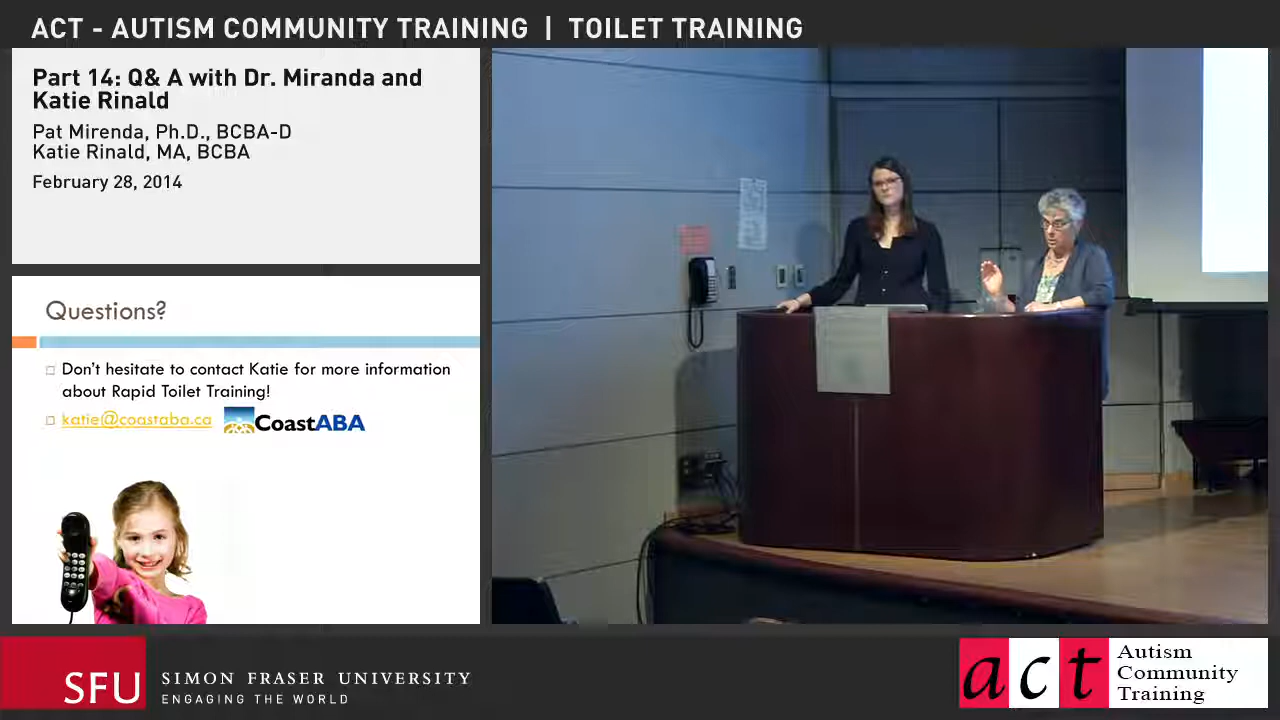 ACT - AUTISM COMMUNITY TRAINING | TOILET TRAINING
Part 14: Q& A with Dr. Miranda and
Katie Rinald
Pat Mirenda, Ph.D., BCBA-D
Katie Rinald, MA, BCBA
February 28, 2014
Questions?
Don't hesitate to contact Katie for more information
about Rapid Toilet Training!
katie@coastaba.ca
CoastABA
SFU
SIMON FRASER UNIVERSITY
ENGAGING THE WORLD
act
Autism
Community
Training